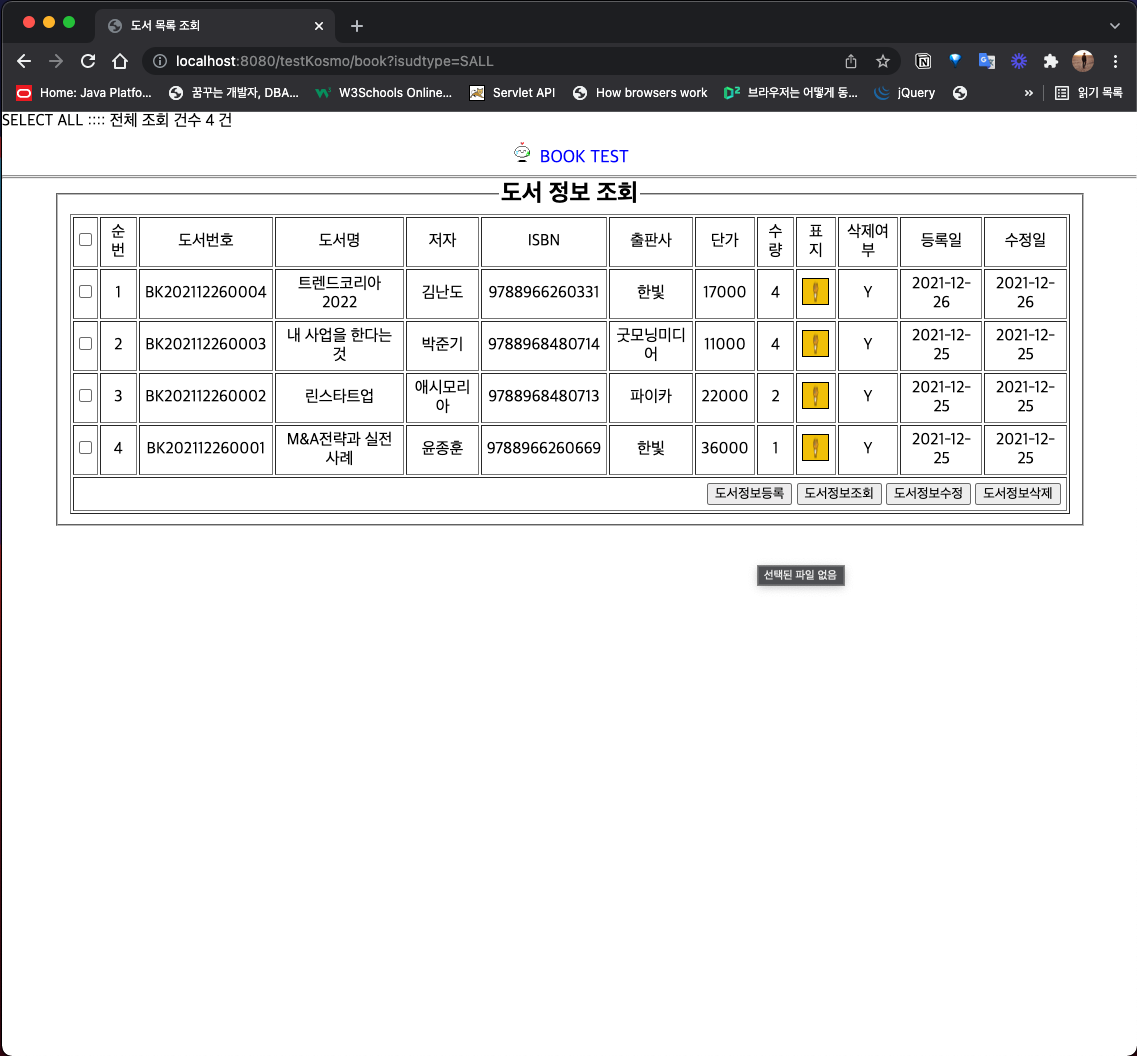 도서 목록 조회
localhost:8080/testKosmo/book?isudtype=SALL
Home: Java Platfo... 꿈꾸는 개발자, DBA... W3Schools Online... Servlet API How browsers work 브라우저는 어떻게 동... jQuery » 읽기 목록
SELECT ALL :::: 전체 조회 건수 4 건
BOOK TEST
도서 정보 조회
순번 도서번호 도서명 저자 ISBN 출판사 단가 수량 표지 삭제여부 등록일 수정일
1 BK202112260004 트렌드코리아 2022 김난도 9788966260331 한빛 17000 4 Y 2021-12-26 2021-12-26
2 BK202112260003 내 사업을 한다는 것 박준기 9788968480714 굿모닝미디어 11000 4 Y 2021-12-25 2021-12-25
3 BK202112260002 린스타트업 애시모리아 9788968480713 파이카 22000 2 Y 2021-12-25 2021-12-25
4 BK202112260001 M&A전략과 실전사례 윤종훈 9788966260669 한빛 36000 1 Y 2021-12-25 2021-12-25
도서정보등록 도서정보조회 도서정보수정 도서정보삭제
선택된 파일 없음